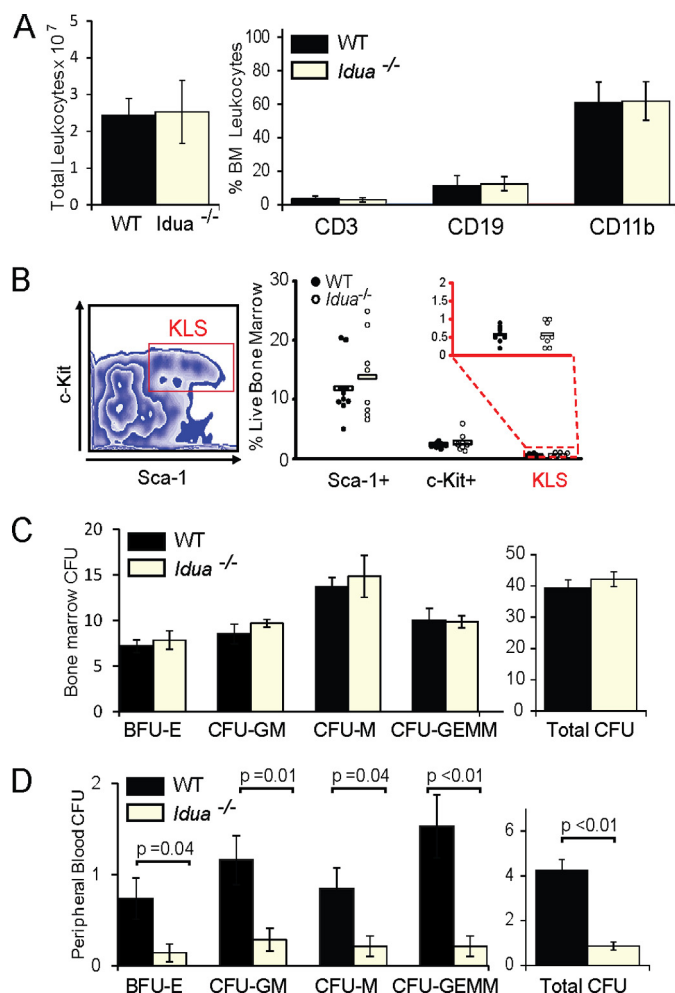 A
Total Leukocytes x 10^7
5
4
3
2
1
0
WT Idua -/-
% BM Leukocytes
100
80
60
40
20
0
WT
Idua -/-
CD3 CD19 CD11b
B
c-Kit
KLS
Sca-1
% Live Bone Marrow
30
20
10
0
WT
Idua-/-
2
1.5
1
0.5
0
Sca-1+ c-Kit+ KLS
C
Bone marrow CFU
20
15
10
5
0
WT
Idua -/-
BFU-E CFU-GM CFU-M CFU-GEMM
50
40
30
20
10
0
Total CFU
D
Peripheral Blood CFU
2
1
0
WT
Idua -/-
p =0.04
p =0.01
p =0.04
p <0.01
BFU-E CFU-GM CFU-M CFU-GEMM
6
4
2
0
p <0.01
Total CFU